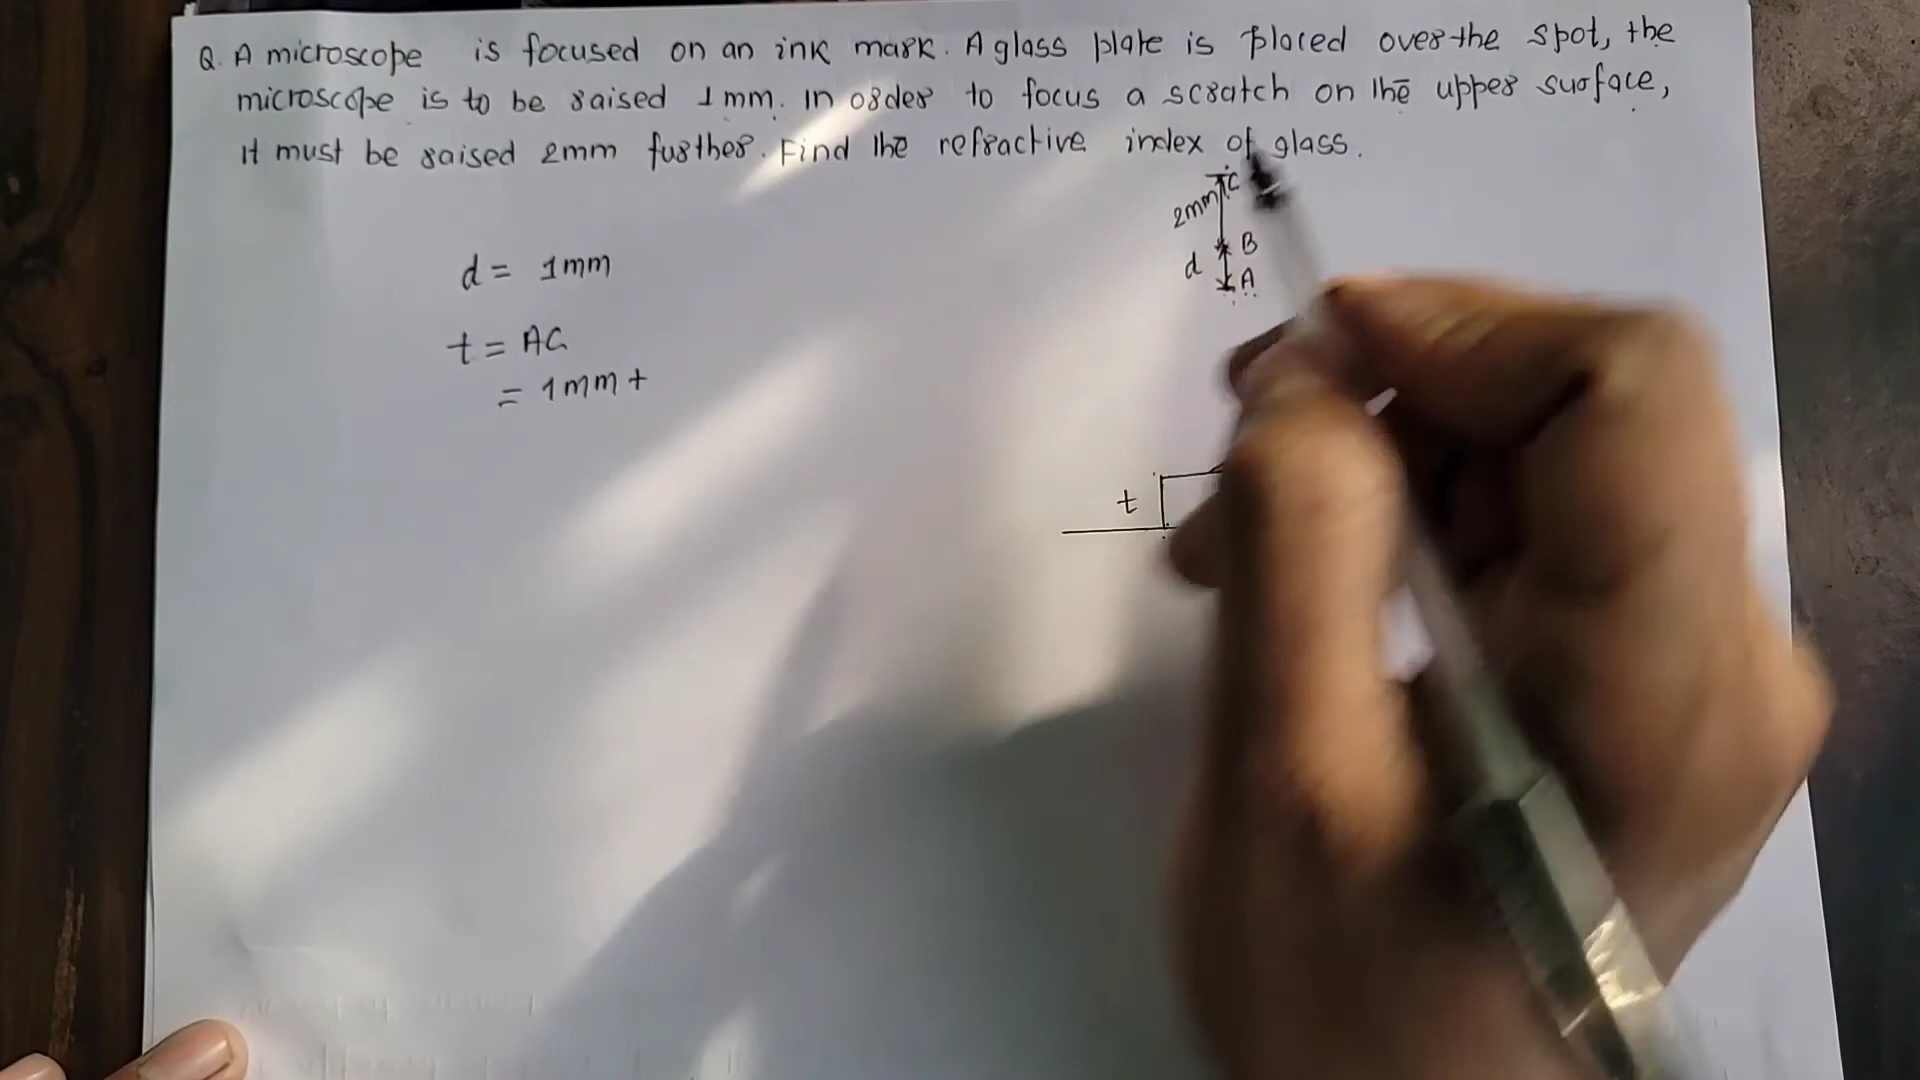 Q. A microscope is focused on an ink mark. A glass plate is placed over the spot, the
microscope is to be raised 1mm. In order to focus a scratch on the upper surface,
it must be raised 2mm further. Find the refractive index of glass.
C
2mm
B
d = 1mm
d
A
t = AC
= 1mm +
t